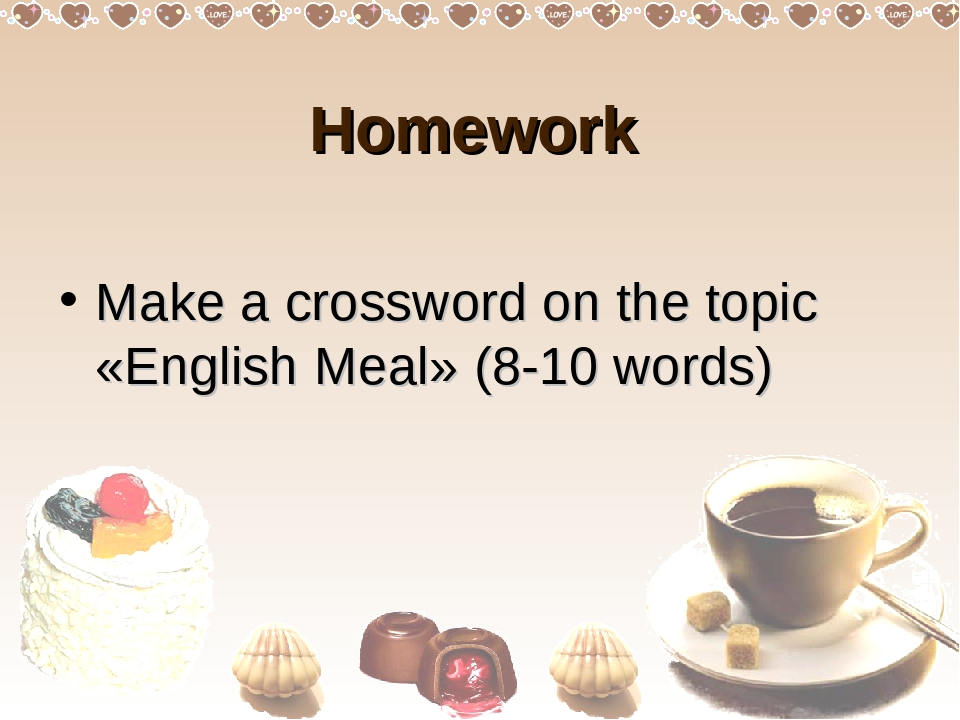 Homework
• Make a crossword on the topic
«English Meal» (8-10 words)